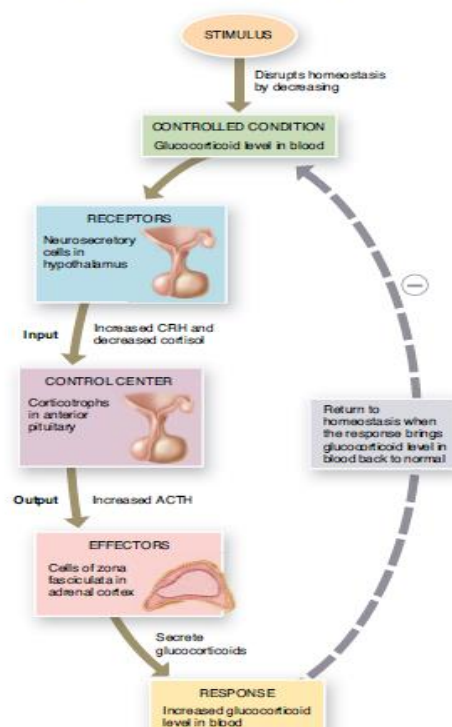 STIMULUS
Disrupts homeostasis
by decreasing
CONTROLLED CONDITION
Glucocorticoid level in blood
RECEPTORS
Neurosecretory
cells in
hypothalamus
Input
Increased CRH and
decreased cortisol
CONTROL CENTER
Corticotrophs
in anterior
pituitary
Return to
homeostasis when
the response brings
glucocorticoid level in
blood back to normal
Output
Increased ACTH
EFFECTORS
Cells of zona
fasciculata in
adrenal cortex
Secrete
glucocorticoids
RESPONSE
Increased glucocorticoid
level in blood